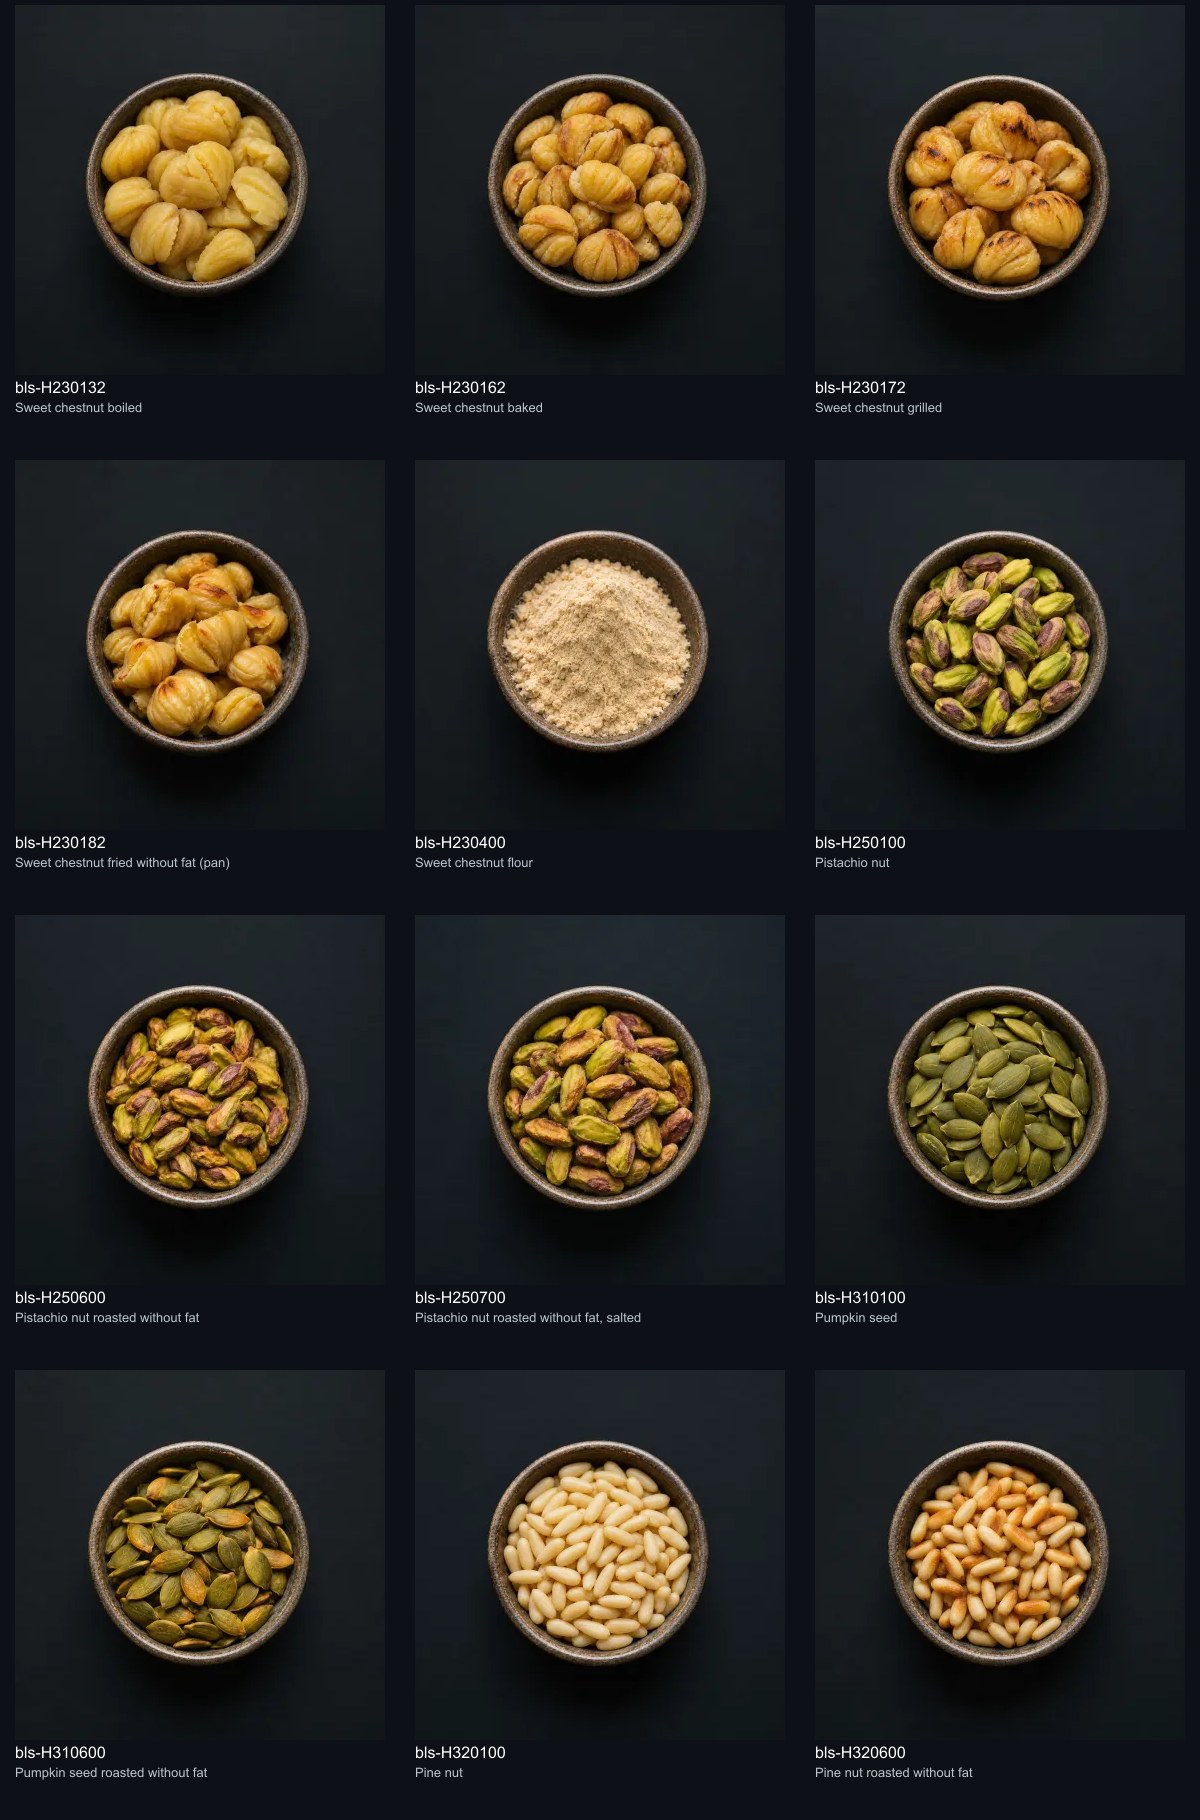 bls-H230132
Sweet chestnut boiled
bls-H230162
Sweet chestnut baked
bls-H230172
Sweet chestnut grilled
bls-H230182
Sweet chestnut fried without fat (pan)
bls-H230400
Sweet chestnut flour
bls-H250100
Pistachio nut
bls-H250600
Pistachio nut roasted without fat
bls-H250700
Pistachio nut roasted without fat, salted
bls-H310100
Pumpkin seed
bls-H310600
Pumpkin seed roasted without fat
bls-H320100
Pine nut
bls-H320600
Pine nut roasted without fat